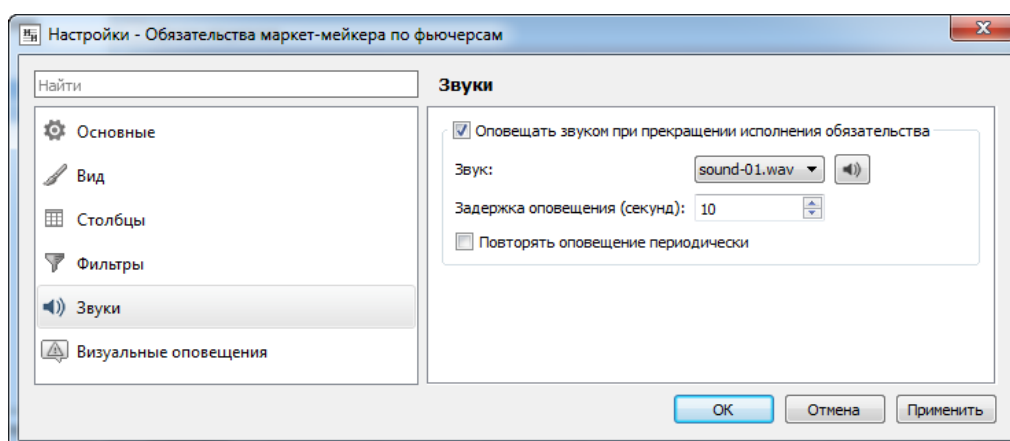 Настройки - Обязательства маркет-мейкера по фьючерсам
Найти
Основные
Вид
Столбцы
Фильтры
Звуки
Визуальные оповещения
Звуки
Оповещать звуком при прекращении исполнения обязательства
Звук: sound-01.wav
Задержка оповещения (секунд): 10
Повторять оповещение периодически
ОК Отмена Применить